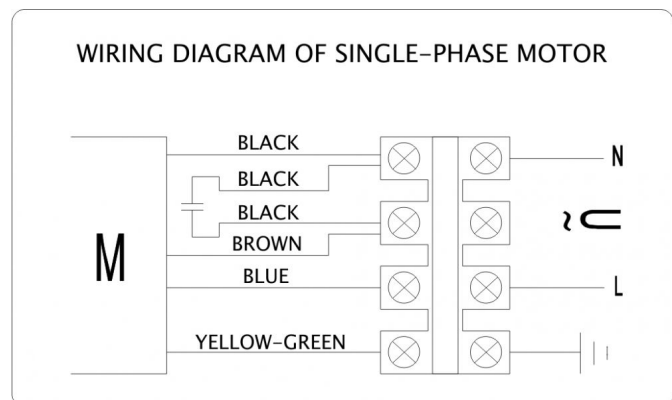 WIRING DIAGRAM OF SINGLE-PHASE MOTOR
BLACK
N
BLACK
BLACK
~U
M
BROWN
BLUE
L
YELLOW-GREEN